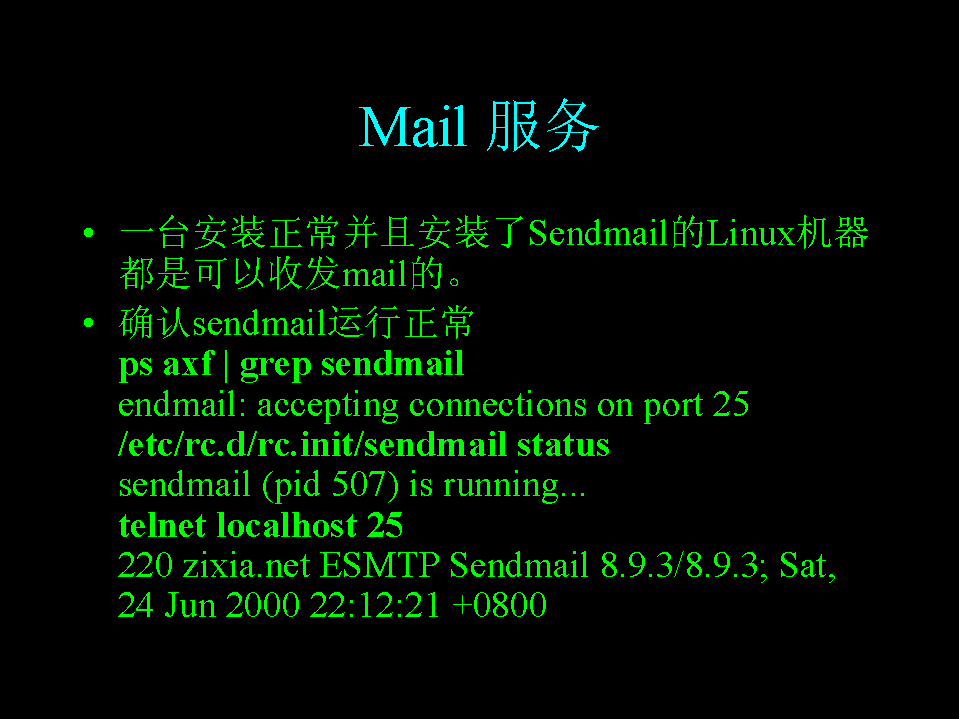 Mail 服务
• 一台安装正常并且安装了Sendmail的Linux机器
都是可以收发mail的。
• 确认sendmail运行正常
ps axf | grep sendmail
endmail: accepting connections on port 25
/etc/rc.d/rc.init/sendmail status
sendmail (pid 507) is running...
telnet localhost 25
220 zixia.net ESMTP Sendmail 8.9.3/8.9.3; Sat,
24 Jun 2000 22:12:21 +0800